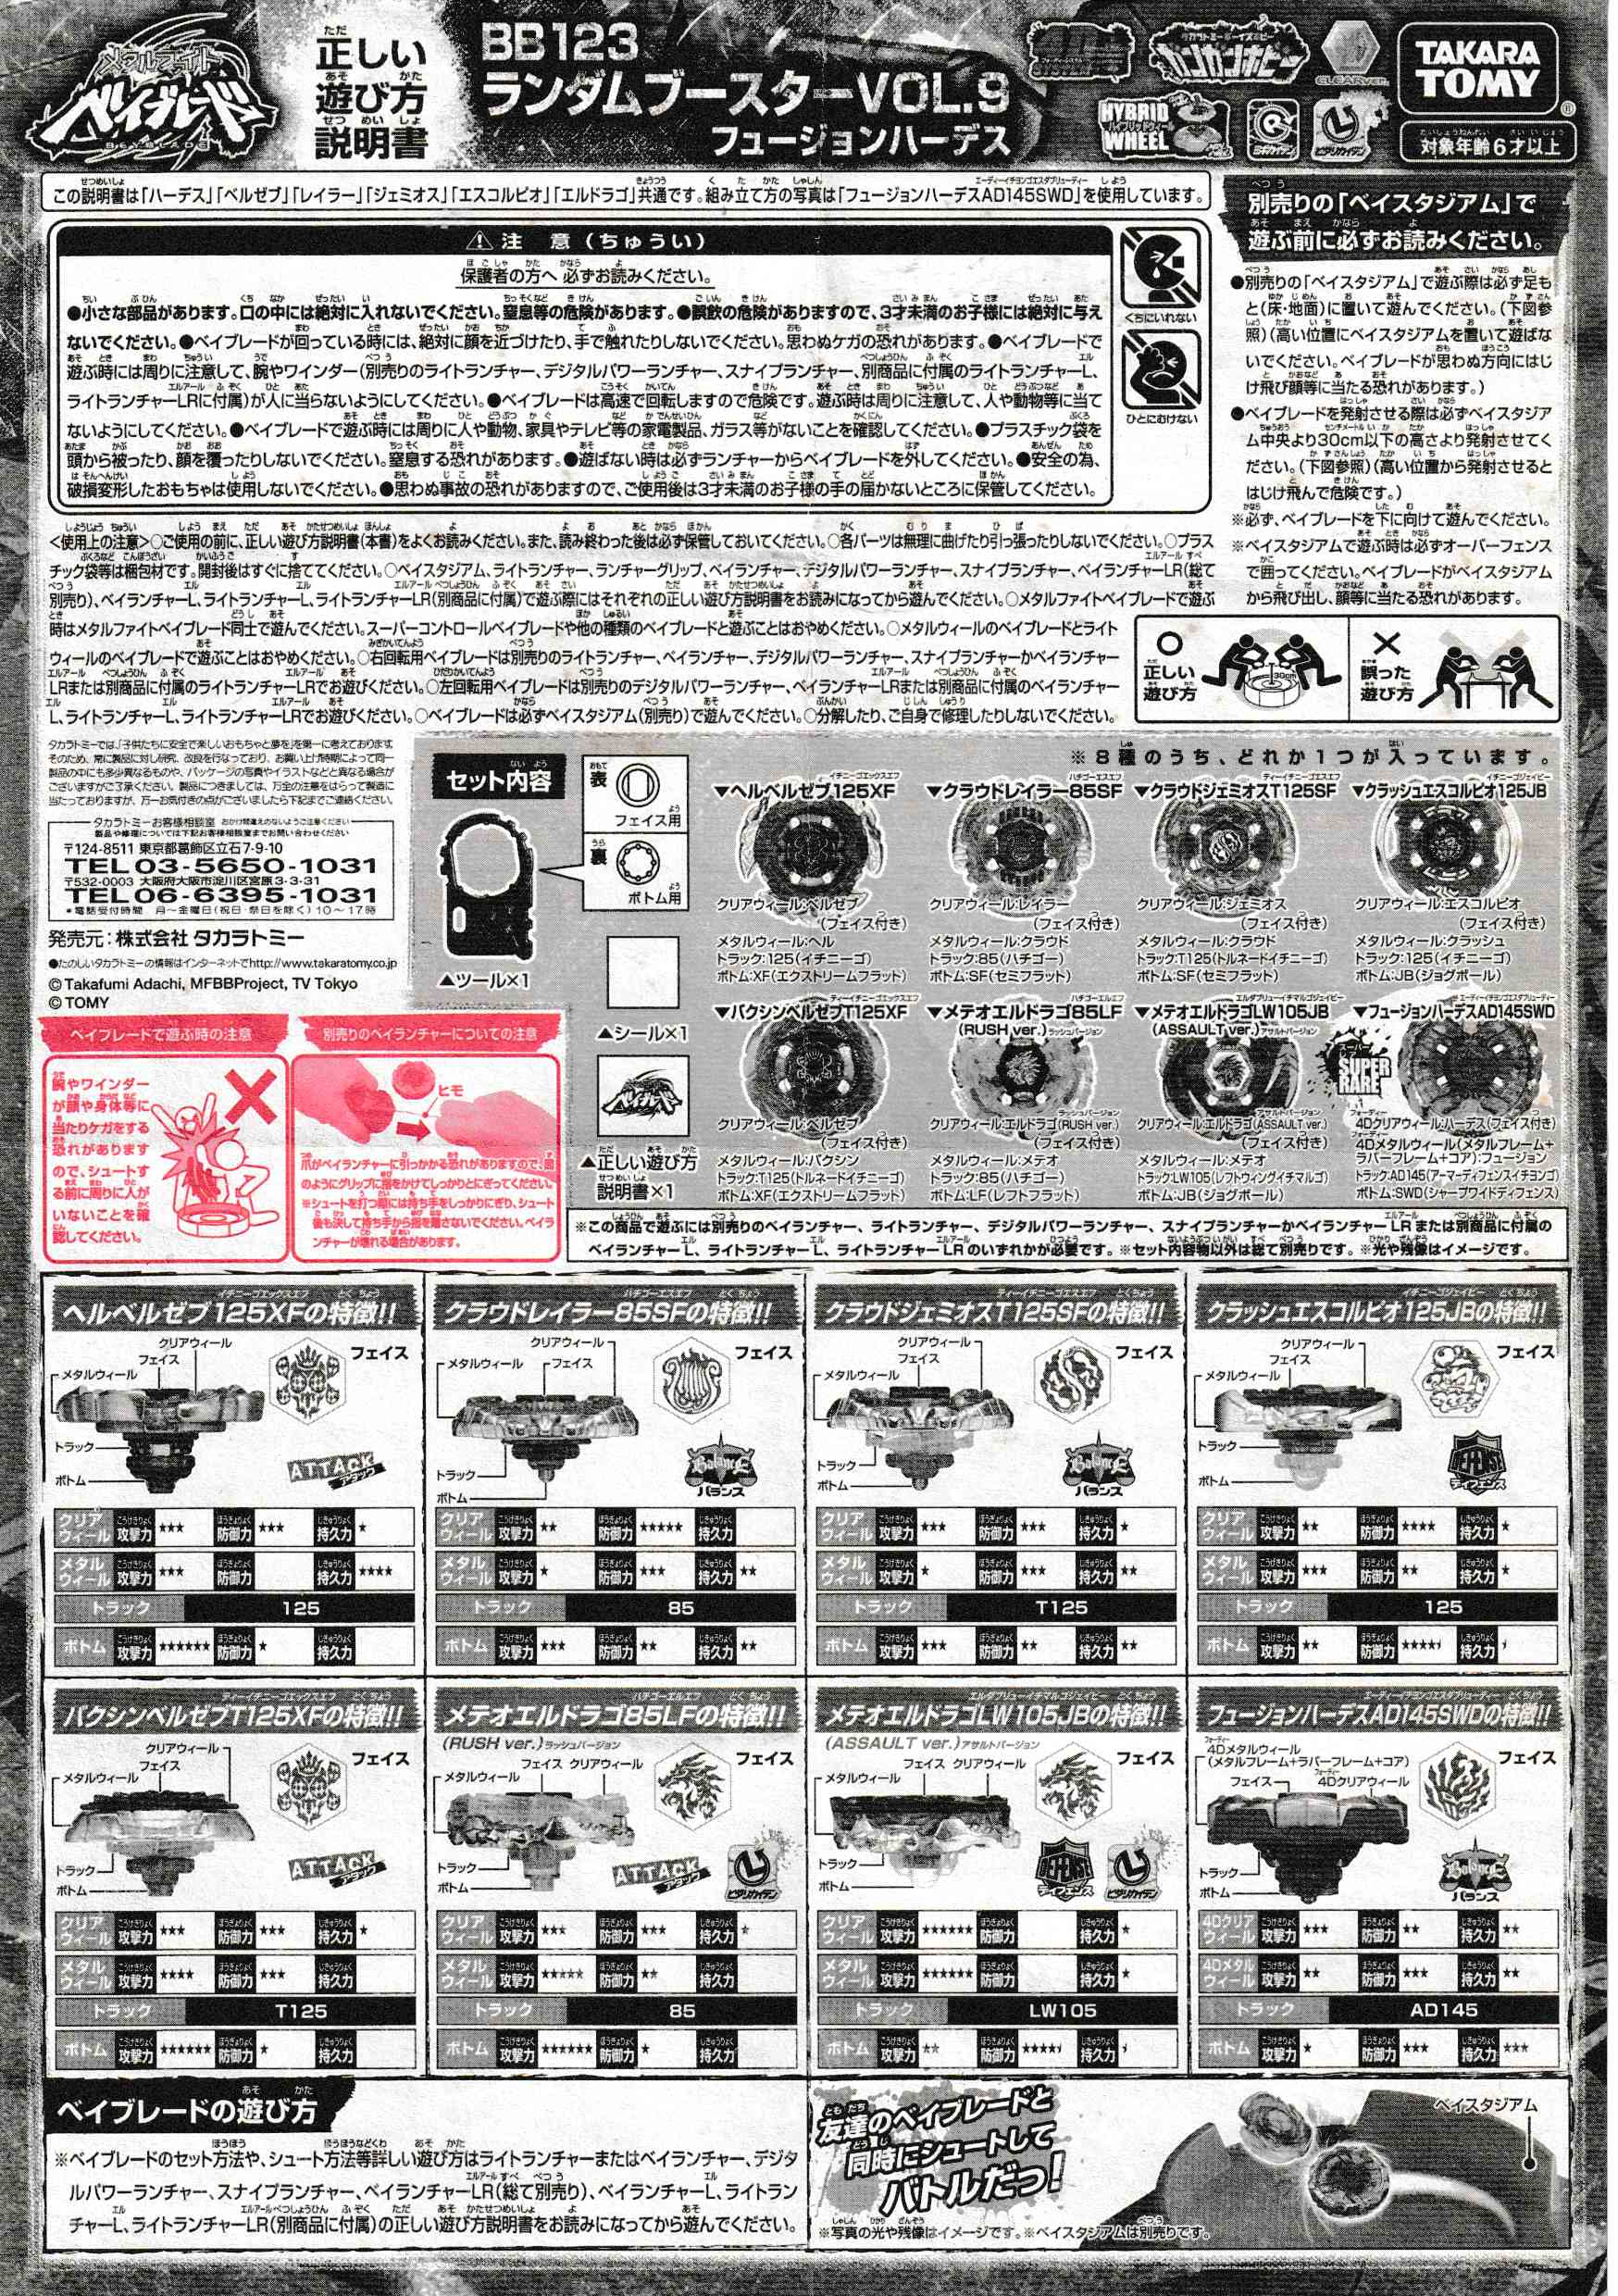 メタルファイト
ベイブレード
BEYBLADE
正しい
遊び方
説明書
BB123
ランダムブースターVOL.9
フュージョンハーデス
ガンガンホビー
CLEAR Ver.
HYBRID
WHEEL
TAKARA
TOMY
対象年齢6才以上
この説明書は「ハーデス」「ベルゼブ」「レイラー」「ジェミオス」「エスコルピオ」「エルドラゴ」共通です。組み立て方の写真は「フュージョンハーデスAD145SWD」を使用しています。
⚠注 意(ちゅうい)
保護者の方へ 必ずお読みください。
●小さな部品があります。口の中には絶対に入れないでください。窒息等の危険があります。●誤飲の危険がありますので、3才未満のお子様には絶対に与え
ないでください。●ベイブレードが回っている時には、絶対に顔を近づけたり、手で触れたりしないでください。思わぬケガの恐れがあります。●ベイブレードで
遊ぶ時には周りに注意して、腕やワインダー(別売りのライトランチャー、デジタルパワーランチャー、スナイプランチャー、別商品に付属のライトランチャーL、
ライトランチャーLRに付属)が人に当らないようにしてください。●ベイブレードは高速で回転しますので危険です。遊ぶ時は周りに注意して、人や動物等に当て
ないようにしてください。●ベイブレードで遊ぶ時には周りに人や動物、家具やテレビ等の家電製品、ガラス等がないことを確認してください。●プラスチック袋を
頭から被ったり、顔を覆ったりしないでください。窒息する恐れがあります。●遊ばない時は必ずランチャーからベイブレードを外してください。●安全の為、
破損変形したおもちゃは使用しないでください。●思わぬ事故の恐れがありますので、ご使用後は3才未満のお子様の手の届かないところに保管してください。
くちにいれない
ひとにむけない
別売りの「ベイスタジアム」で
遊ぶ前に必ずお読みください。
●別売りの「ベイスタジアム」で遊ぶ際は必ず足も
と(床・地面)に置いて遊んでください。(下図参
照)(高い位置にベイスタジアムを置いて遊ばな
いでください。ベイブレードが思わぬ方向にはじ
け飛び顔等に当たる恐れがあります。)
●ベイブレードを発射させる際は必ずベイスタジア
ム中央より30cm以下の高さより発射させてく
ださい。(下図参照)(高い位置から発射させると
はじけ飛んで危険です。)
※必ず、ベイブレードを下に向けて遊んでください。
※ベイスタジアムで遊ぶ時は必ずオーバーフェンス
で囲ってください。ベイブレードがベイスタジアム
から飛び出し、顔等に当たる恐れがあります。
<使用上の注意>○ご使用の前に、正しい遊び方説明書(本書)をよくお読みください。また、読み終わった後は必ず保管しておいてください。○各パーツは無理に曲げたり引っ張ったりしないでください。○プラス
チック袋等は梱包材です。開封後はすぐに捨ててください。○ベイスタジアム、ライトランチャー、ランチャーグリップ、ベイランチャー、デジタルパワーランチャー、スナイプランチャー、ベイランチャーLR(総て
別売り)、ベイランチャーL、ライトランチャーL、ライトランチャーLR(別商品に付属)で遊ぶ際にはそれぞれの正しい遊び方説明書をお読みになってから遊んでください。○メタルファイトベイブレードで遊ぶ
時はメタルファイトベイブレード同士で遊んでください。スーパーコントロールベイブレードや他の種類のベイブレードと遊ぶことはおやめください。○メタルウィールのベイブレードとライト
ウィールのベイブレードで遊ぶことはおやめください。○右回転用ベイブレードは別売りのライトランチャー、ベイランチャー、デジタルパワーランチャー、スナイプランチャーかベイランチャー
LRまたは別商品に付属のライトランチャーLRでお遊びください。○左回転用ベイブレードは別売りのデジタルパワーランチャー、ベイランチャーLRまたは別商品に付属のベイランチャー
L、ライトランチャーL、ライトランチャーLRでお遊びください。○ベイブレードは必ずベイスタジアム(別売り)で遊んでください。○分解したり、ご自身で修理したりしないでください。
○
正しい
遊び方
30cm
×
誤った
遊び方
タカラトミーでは、「子供たちに安全で楽しいおもちゃと夢を」を第一に考えております。
そのため、常に製品に対し研究、改良を行なっており、お買い上げ時期によって同一
製品の中にも多少異なるものや、パッケージの写真やイラストなどと異なる場合が
ございますがご了承ください。製品につきましては、万全の注意をはらって製造に
当たっておりますが、万一お気付きの点がございましたら下記までご連絡ください。
タカラトミーお客様相談室 おかけ間違えのないようご注意ください
製品や修理については下記お客様相談室までお問い合わせください
〒124-8511 東京都葛飾区立石7-9-10
TEL 03-5650-1031
〒532-0003 大阪府大阪市淀川区宮原3-3-31
TEL 06-6395-1031
*電話受付時間 月〜金曜日(祝日・祭日を除く)10〜17時
発売元:株式会社 タカラトミー
●たのしいタカラトミーの情報はインターネットでhttp://www.takaratomy.co.jp
©Takafumi Adachi, MFBBProject, TV Tokyo
©TOMY
ベイブレードで遊ぶ時の注意
腕やワインダー
が顔や身体等に
当たりケガをする
恐れがあります
ので、シュートす
る前に周りに人が
いないことを確
認してください。
別売りのベイランチャーについての注意
ヒモ
爪がベイランチャーに引っかかる恐れがありますので、図
のようにグリップに指をかけてしっかりとにぎってください。
※シュートを打つ際には持ち手をしっかりにぎり、シュート
後も決して持ち手から指を離さないでください。ベイラ
ンチャーが壊れる場合があります。
セット内容
※8種のうち、どれか1つが入っています。
表
フェイス用
裏
ボトム用
▲ツール×1
▲シール×1
▲正しい遊び方
説明書×1
▼ヘルベルゼブ125XF
クリアウィール:ベルゼブ
(フェイス付き)
メタルウィール:ヘル
トラック:125(イチニーゴ)
ボトム:XF(エクストリームフラット)
▼クラウドレイラー85SF
クリアウィール:レイラー
(フェイス付き)
メタルウィール:クラウド
トラック:85(ハチゴー)
ボトム:SF(セミフラット)
▼クラウドジェミオスT125SF
クリアウィール:ジェミオス
(フェイス付き)
メタルウィール:クラウド
トラック:T125(トルネードイチニーゴ)
ボトム:SF(セミフラット)
▼クラッシュエスコルピオ125JB
クリアウィール:エスコルピオ
(フェイス付き)
メタルウィール:クラッシュ
トラック:125(イチニーゴ)
ボトム:JB(ジョグボール)
▼バクシンベルゼブT125XF
クリアウィール:ベルゼブ
(フェイス付き)
メタルウィール:バクシン
トラック:T125(トルネードイチニーゴ)
ボトム:XF(エクストリームフラット)
▼メテオエルドラゴ85LF
(RUSH ver.)ラッシュバージョン
クリアウィール:エルドラゴ(RUSH ver.)
(フェイス付き)
メタルウィール:メテオ
トラック:85(ハチゴー)
ボトム:LF(レフトフラット)
▼メテオエルドラゴLW105JB
(ASSAULT ver.)アサルトバージョン
クリアウィール:エルドラゴ(ASSAULT ver.)
(フェイス付き)
メタルウィール:メテオ
トラック:LW105(レフトウィングイチマルゴ)
ボトム:JB(ジョグボール)
▼フュージョンハーデスAD145SWD
SUPER
RARE
4Dクリアウィール:ハーデス(フェイス付き)
4Dメタルウィール(メタルフレーム+
ラバーフレーム+コア):フュージョン
トラック:AD145(アーマーディフェンスイチヨンゴ)
ボトム:SWD(シャープワイドディフェンス)
※この商品で遊ぶには別売りのベイランチャー、ライトランチャー、デジタルパワーランチャー、スナイプランチャーかベイランチャーLRまたは別商品に付属の
ベイランチャーL、ライトランチャーL、ライトランチャーLRのいずれかが必要です。※セット内容物以外は総て別売りです。※光や残像はイメージです。
ヘルベルゼブ125XFの特徴!!
クリアウィール
フェイス
メタルウィール
フェイス
トラック
ボトム
ATTACK
アタック
クリアウィール 攻撃力 ★★★ 防御力 ★★★ 持久力 ★
メタルウィール 攻撃力 ★★★ 防御力 持久力 ★★★★
トラック 125
ボトム 攻撃力 ★★★★★★ 防御力 ★ 持久力
クラウドレイラー85SFの特徴!!
クリアウィール
メタルウィール
フェイス
フェイス
トラック
ボトム
Balance
バランス
クリアウィール 攻撃力 ★★ 防御力 ★★★★★ 持久力
メタルウィール 攻撃力 ★ 防御力 ★★★ 持久力 ★★
トラック 85
ボトム 攻撃力 ★★★ 防御力 ★★ 持久力 ★★
クラウドジェミオスT125SFの特徴!!
クリアウィール
フェイス
メタルウィール
フェイス
トラック
ボトム
Balance
バランス
クリアウィール 攻撃力 ★★★ 防御力 ★★★ 持久力 ★
メタルウィール 攻撃力 ★ 防御力 ★★★ 持久力 ★★
トラック T125
ボトム 攻撃力 ★★★ 防御力 ★★ 持久力 ★★
クラッシュエスコルピオ125JBの特徴!!
クリアウィール
フェイス
メタルウィール
フェイス
トラック
ボトム
DEFENSE
ディフェンス
クリアウィール 攻撃力 ★★ 防御力 ★★★★ 持久力 ★
メタルウィール 攻撃力 ★★★ 防御力 ★★ 持久力 ★
トラック 125
ボトム 攻撃力 ★★ 防御力 ★★★★ 持久力
バクシンベルゼブT125XFの特徴!!
クリアウィール
フェイス
メタルウィール
フェイス
トラック
ボトム
ATTACK
アタック
クリアウィール 攻撃力 ★★★ 防御力 ★★★ 持久力 ★
メタルウィール 攻撃力 ★★★★ 防御力 ★★★ 持久力
トラック T125
ボトム 攻撃力 ★★★★★★ 防御力 ★ 持久力
メテオエルドラゴ85LFの特徴!!
(RUSH ver.)ラッシュバージョン
フェイス クリアウィール
メタルウィール
フェイス
トラック
ボトム
ATTACK
アタック
ヒダリカイテン
クリアウィール 攻撃力 ★★ 防御力 ★★★ 持久力
メタルウィール 攻撃力 ★★★★ 防御力 ★ 持久力
トラック 85
ボトム 攻撃力 ★★★★★★ 防御力 ★ 持久力
メテオエルドラゴLW105JBの特徴!!
(ASSAULT ver.)アサルトバージョン
フェイス クリアウィール
メタルウィール
フェイス
トラック
ボトム
DEFENSE
ディフェンス
ヒダリカイテン
クリアウィール 攻撃力 ★★★★★★ 防御力 持久力 ★
メタルウィール 攻撃力 ★★★★★★ 防御力 持久力 ★
トラック LW105
ボトム 攻撃力 ★★ 防御力 ★★★★ 持久力
フュージョンハーデスAD145SWDの特徴!!
4Dメタルウィール
(メタルフレーム+ラバーフレーム+コア)
フェイス
4Dクリアウィール
フェイス
トラック
ボトム
Balance
バランス
4Dクリアウィール 攻撃力 ★★★ 防御力 ★★ 持久力 ★★
4Dメタルウィール 攻撃力 ★★ 防御力 ★★★ 持久力 ★★
トラック AD145
ボトム 攻撃力 ★ 防御力 ★★★ 持久力 ★★★
ベイブレードの遊び方
※ベイブレードのセット方法や、シュート方法等詳しい遊び方はライトランチャーまたはベイランチャー、デジタ
ルパワーランチャー、スナイプランチャー、ベイランチャーLR(総て別売り)、ベイランチャーL、ライトラン
チャーL、ライトランチャーLR(別商品に付属)の正しい遊び方説明書をお読みになってから遊んでください。
友達のベイブレードと
同時にシュートして
バトルだっ!
ベイスタジアム
※写真の光や残像はイメージです。※ベイスタジアムは別売りです。